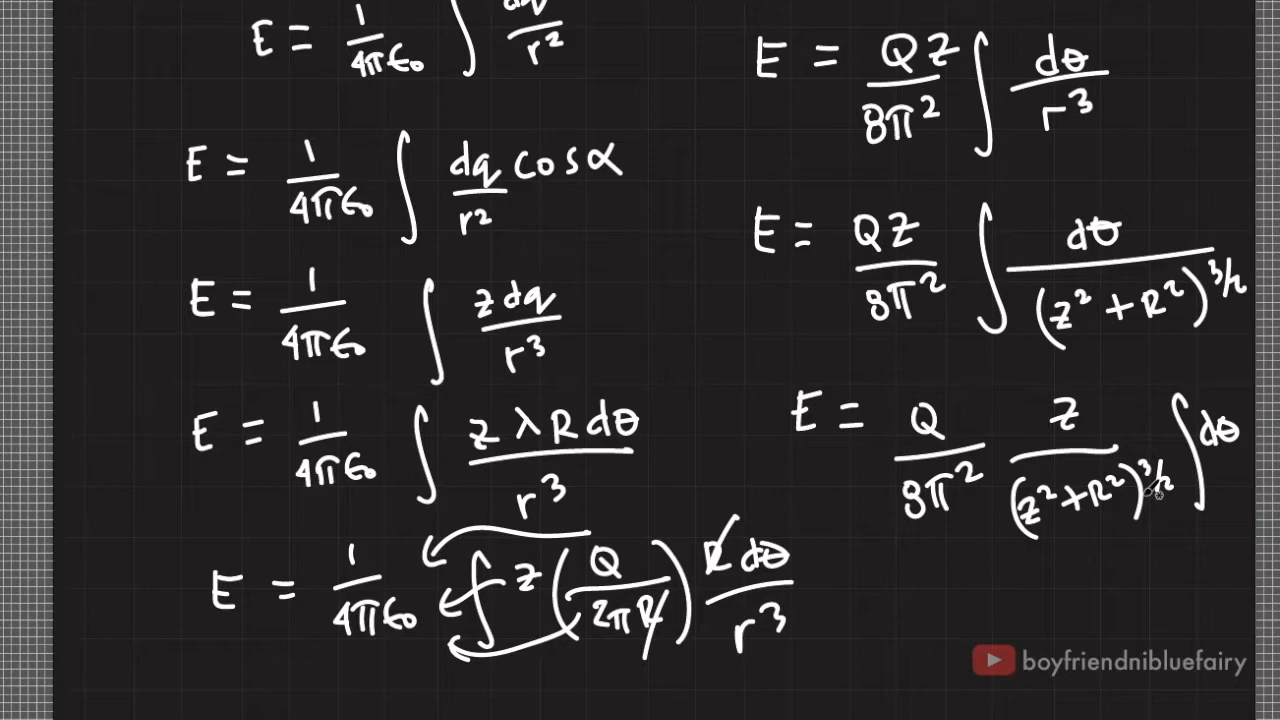 E = 1/4πϵ₀ ∫ dq/r²
E = 1/4πϵ₀ ∫ dq/r² cosα
E = 1/4πϵ₀ ∫ z dq/r³
E = 1/4πϵ₀ ∫ z λ R dθ/r³
E = 1/4πϵ₀ ∫ z (Q/2πR) R dθ/r³
E = QZ/8π² ∫ dθ/r³
E = QZ/8π² ∫ dθ/(z² + R²)^3/2
E = Q/8π² z/(z² + R²)^3/2 ∫ dθ
boyfriendnibluefairy